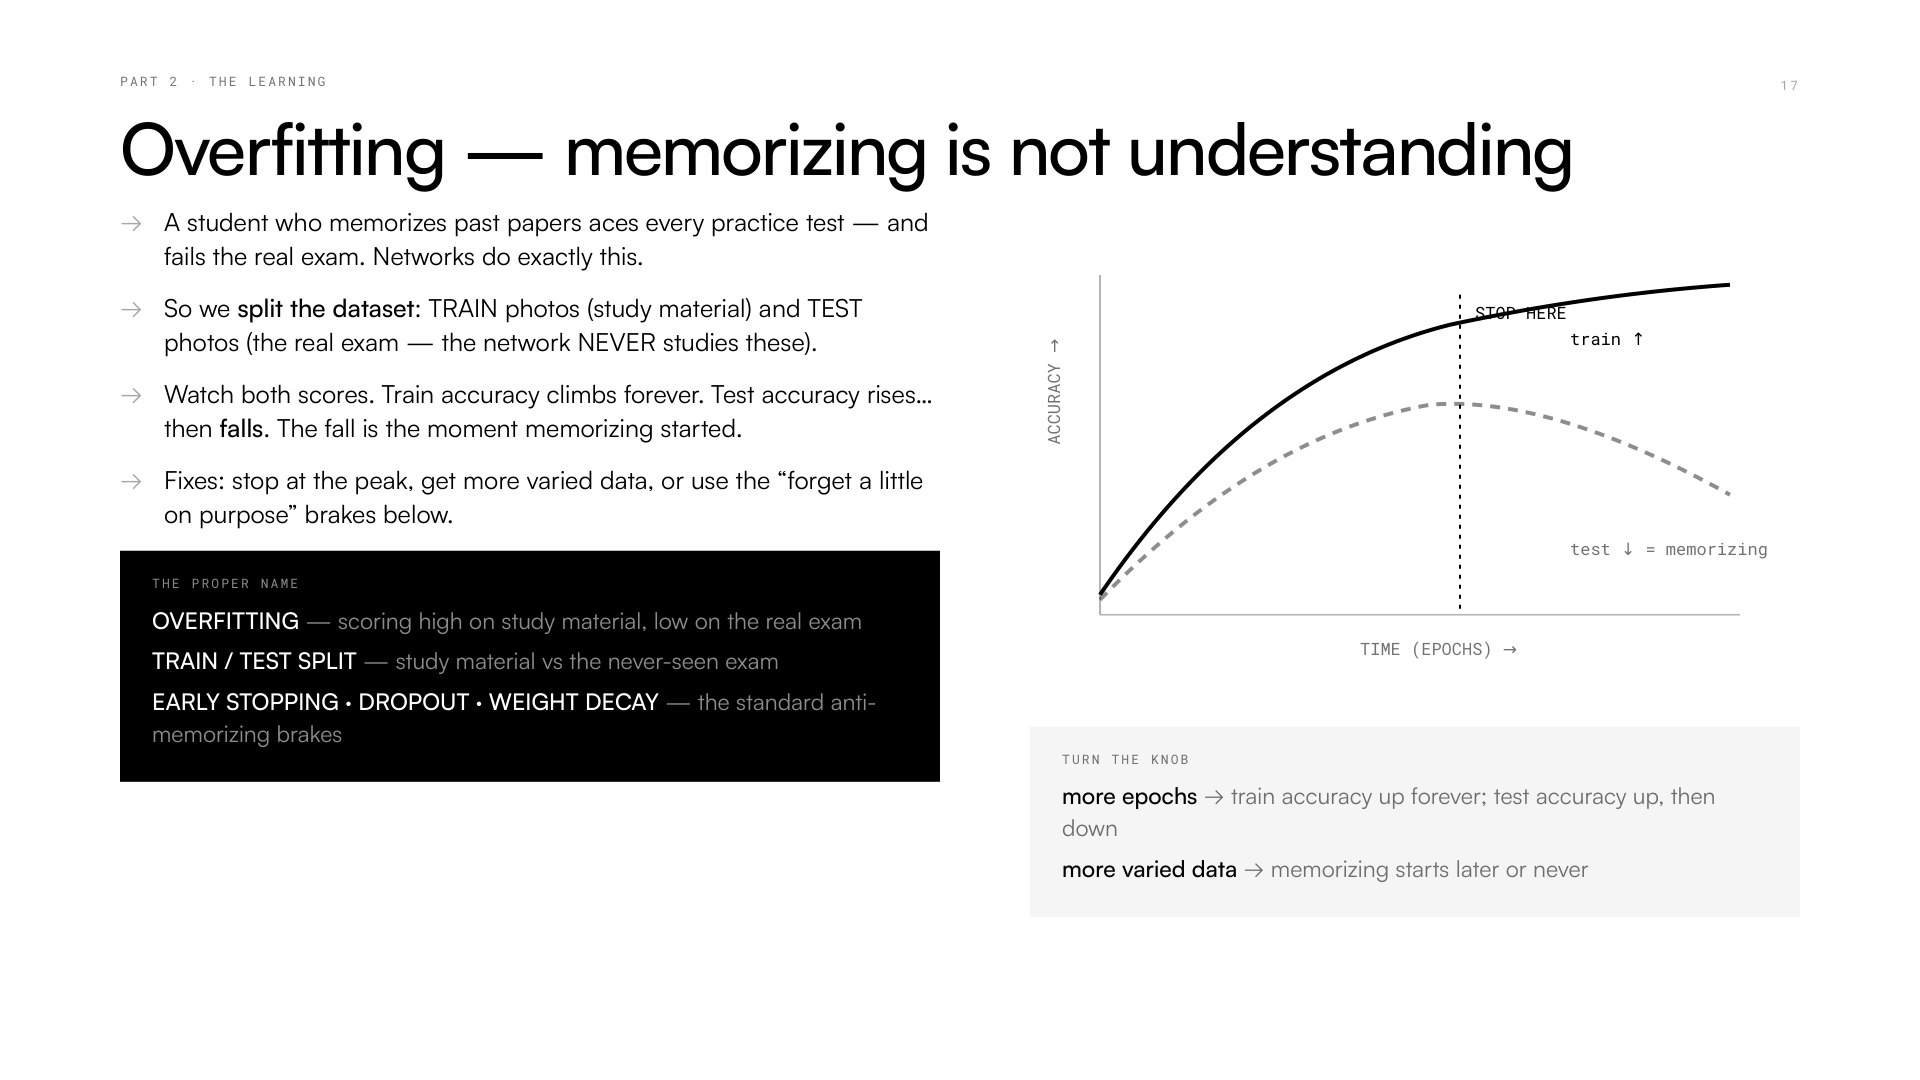 PART 2 · THE LEARNING
17
Overfitting — memorizing is not understanding
→ A student who memorizes past papers aces every practice test — and
fails the real exam. Networks do exactly this.
→ So we split the dataset: TRAIN photos (study material) and TEST
photos (the real exam — the network NEVER studies these).
→ Watch both scores. Train accuracy climbs forever. Test accuracy rises…
then falls. The fall is the moment memorizing started.
→ Fixes: stop at the peak, get more varied data, or use the “forget a little
on purpose” brakes below.
THE PROPER NAME
OVERFITTING — scoring high on study material, low on the real exam
TRAIN / TEST SPLIT — study material vs the never-seen exam
EARLY STOPPING · DROPOUT · WEIGHT DECAY — the standard anti-
memorizing brakes
ACCURACY →
STOP HERE
train ↑
test ↓ = memorizing
TIME (EPOCHS) →
TURN THE KNOB
more epochs → train accuracy up forever; test accuracy up, then
down
more varied data → memorizing starts later or never